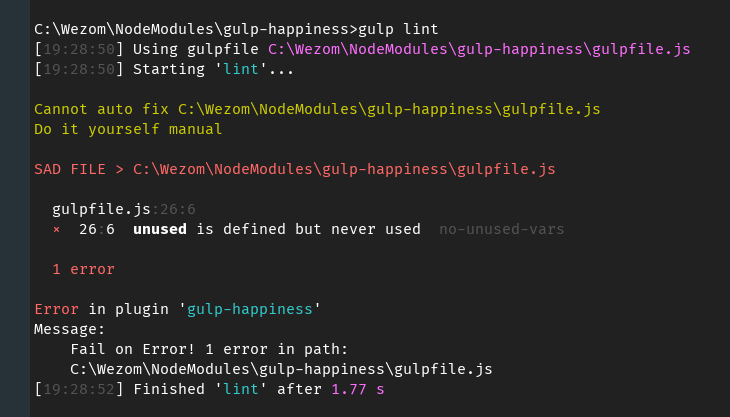 C:\Wezom\NodeModules\gulp-happiness>gulp lint
[19:28:50] Using gulpfile C:\Wezom\NodeModules\gulp-happiness\gulpfile.js
[19:28:50] Starting 'lint'...
Cannot auto fix C:\Wezom\NodeModules\gulp-happiness\gulpfile.js
Do it yourself manual
SAD FILE > C:\Wezom\NodeModules\gulp-happiness\gulpfile.js
gulpfile.js:26:6
× 26:6 unused is defined but never used no-unused-vars
1 error
Error in plugin 'gulp-happiness'
Message:
Fail on Error! 1 error in path:
C:\Wezom\NodeModules\gulp-happiness\gulpfile.js
[19:28:52] Finished 'lint' after 1.77 s